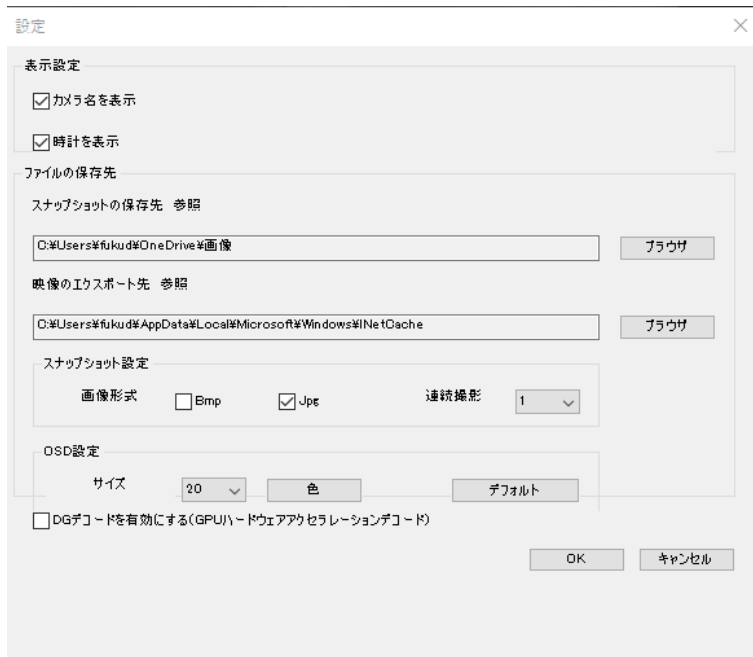 設定
表示設定
カメラ名を表示
時計を表示
ファイルの保存先
スナップショットの保存先 参照
C:¥Users¥fukud¥OneDrive¥画像
ブラウザ
映像のエクスポート先 参照
C:¥Users¥fukud¥AppData¥Local¥Microsoft¥Windows¥INetCache
ブラウザ
スナップショット設定
画像形式 Bmp Jpg 連続撮影 1
OSD設定
サイズ 20 色 デフォルト
DGデコードを有効にする(GPUハードウェアアクセラレーションデコード)
OK キャンセル